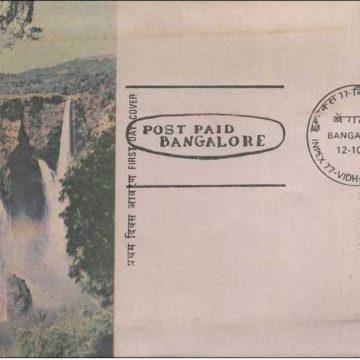 प्रथम दिवस आवरण FIRST DAY COVER
POST PAID
BANGALORE
INPEX 77-VIDH
BANGA
12-10